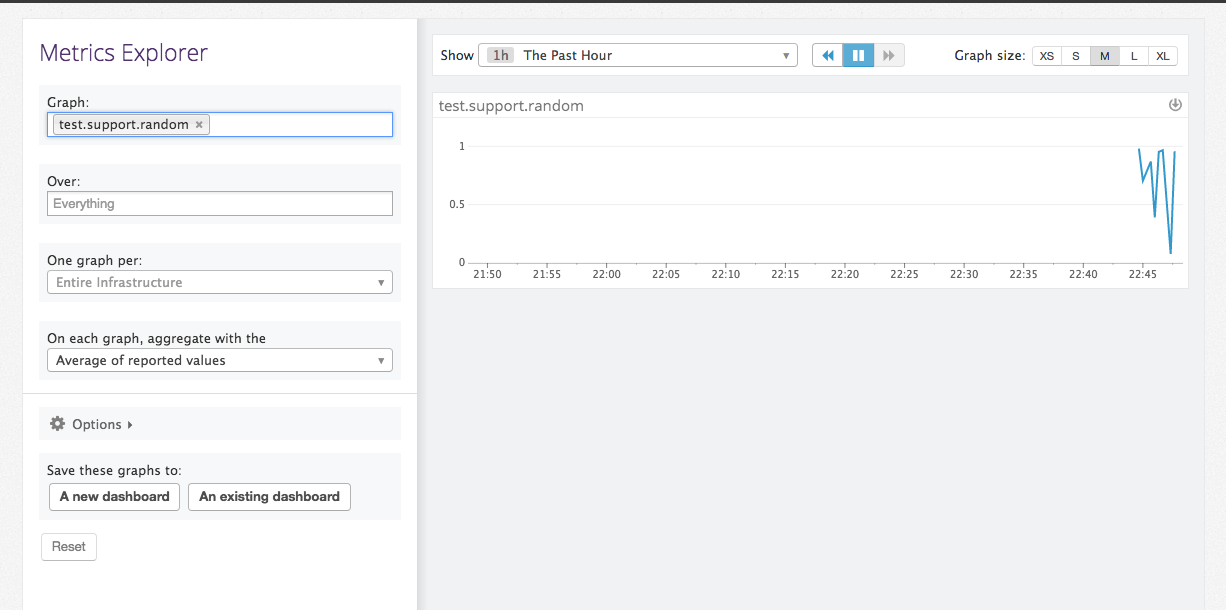 Metrics Explorer
Graph:
test.support.random ×
Over:
Everything
One graph per:
Entire Infrastructure
On each graph, aggregate with the
Average of reported values
Options
Save these graphs to:
A new dashboard An existing dashboard
Reset
Show 1h The Past Hour
Graph size: XS S M L XL
test.support.random
1
0.5
0
21:50 21:55 22:00 22:05 22:10 22:15 22:20 22:25 22:30 22:35 22:40 22:45